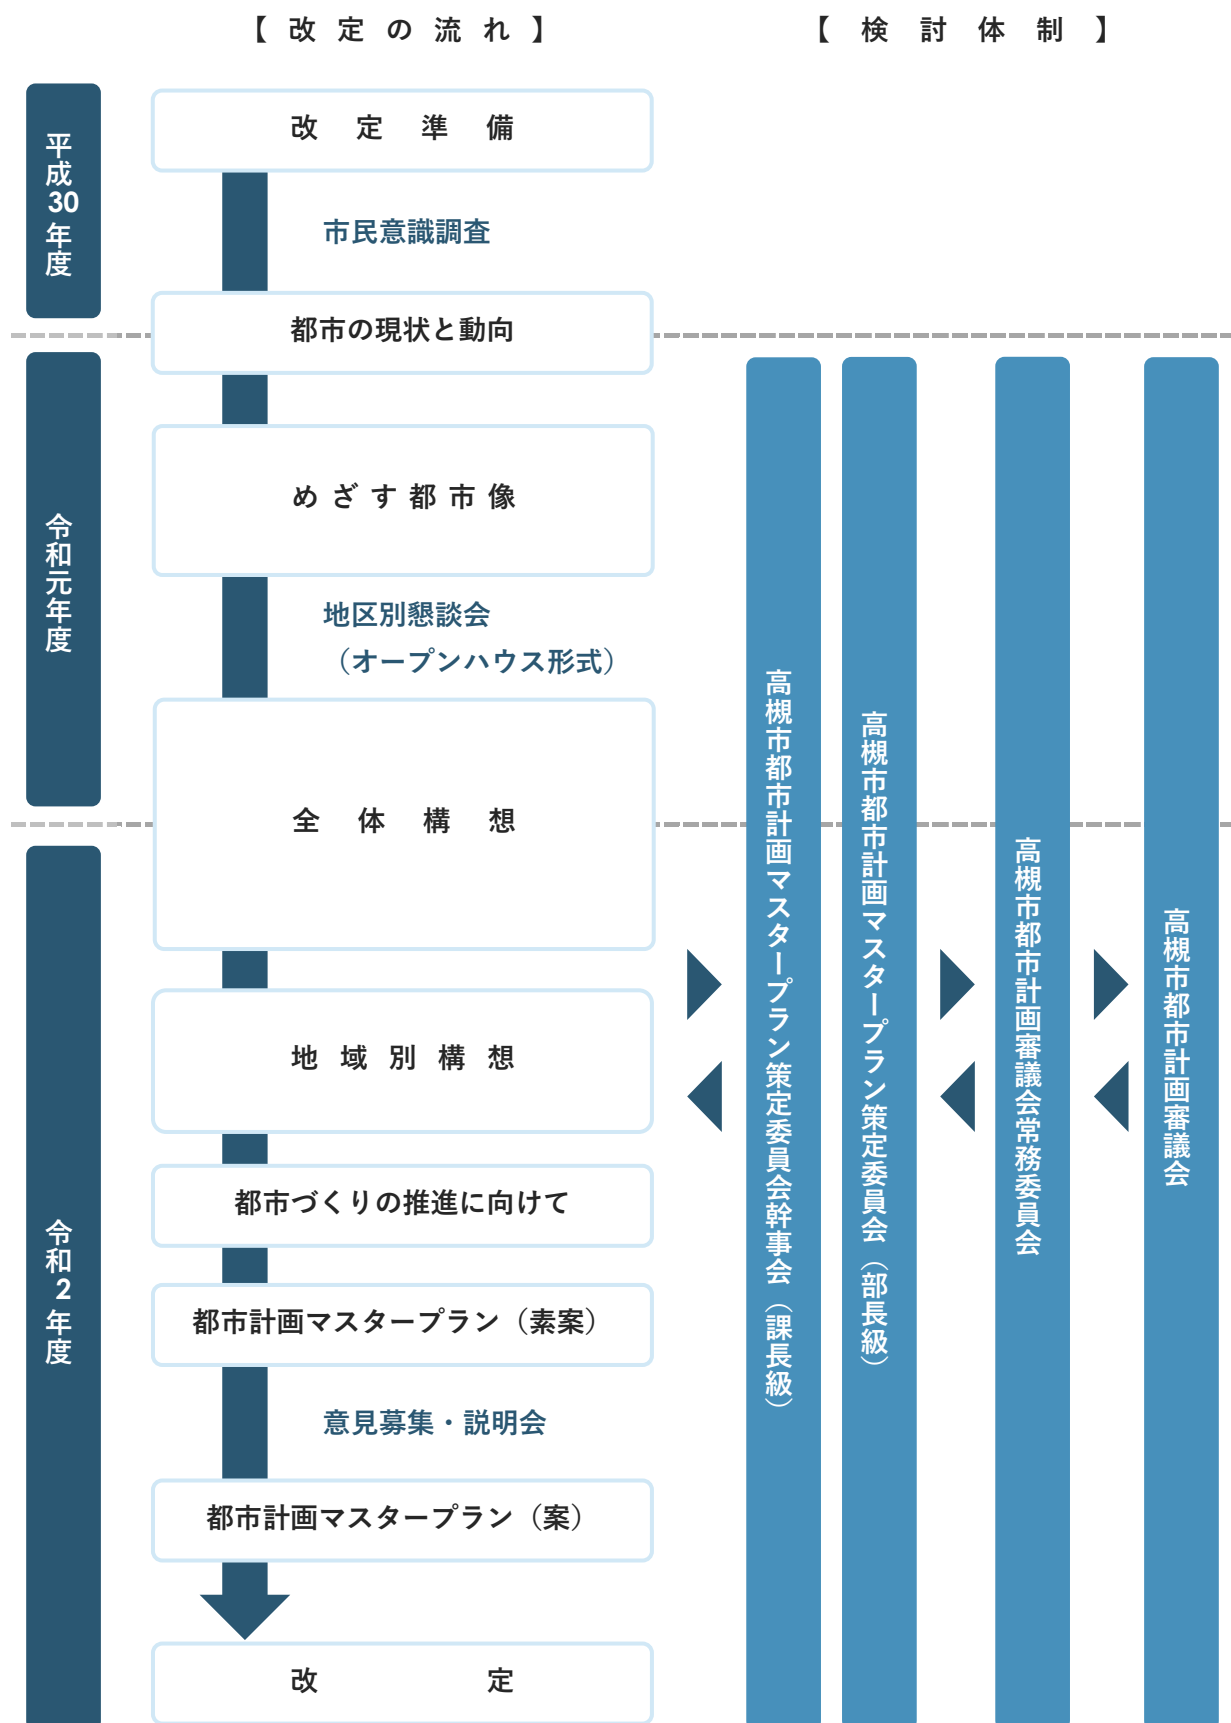 【改定の流れ】
【検討体制】
平成30年度
改定準備
市民意識調査
都市の現状と動向
令和元年度
めざす都市像
地区別懇談会
（オープンハウス形式）
全体構想
令和2年度
地域別構想
都市づくりの推進に向けて
都市計画マスタープラン（素案）
意見募集・説明会
都市計画マスタープラン（案）
改定
高槻市都市計画マスタープラン策定委員会幹事会（課長級）
高槻市都市計画マスタープラン策定委員会（部長級）
高槻市都市計画審議会常務委員会
高槻市都市計画審議会